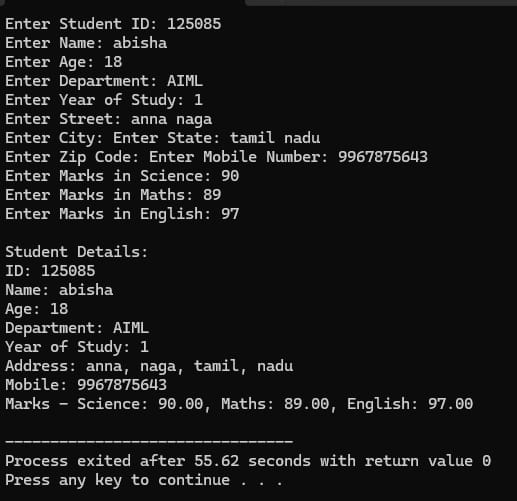 Enter Student ID: 125085
Enter Name: abisha
Enter Age: 18
Enter Department: AIML
Enter Year of Study: 1
Enter Street: anna naga
Enter City: Enter State: tamil nadu
Enter Zip Code: Enter Mobile Number: 9967875643
Enter Marks in Science: 90
Enter Marks in Maths: 89
Enter Marks in English: 97

Student Details:
ID: 125085
Name: abisha
Age: 18
Department: AIML
Year of Study: 1
Address: anna, naga, tamil, nadu
Mobile: 9967875643
Marks - Science: 90.00, Maths: 89.00, English: 97.00

--------------------------------
Process exited after 55.62 seconds with return value 0
Press any key to continue . . .